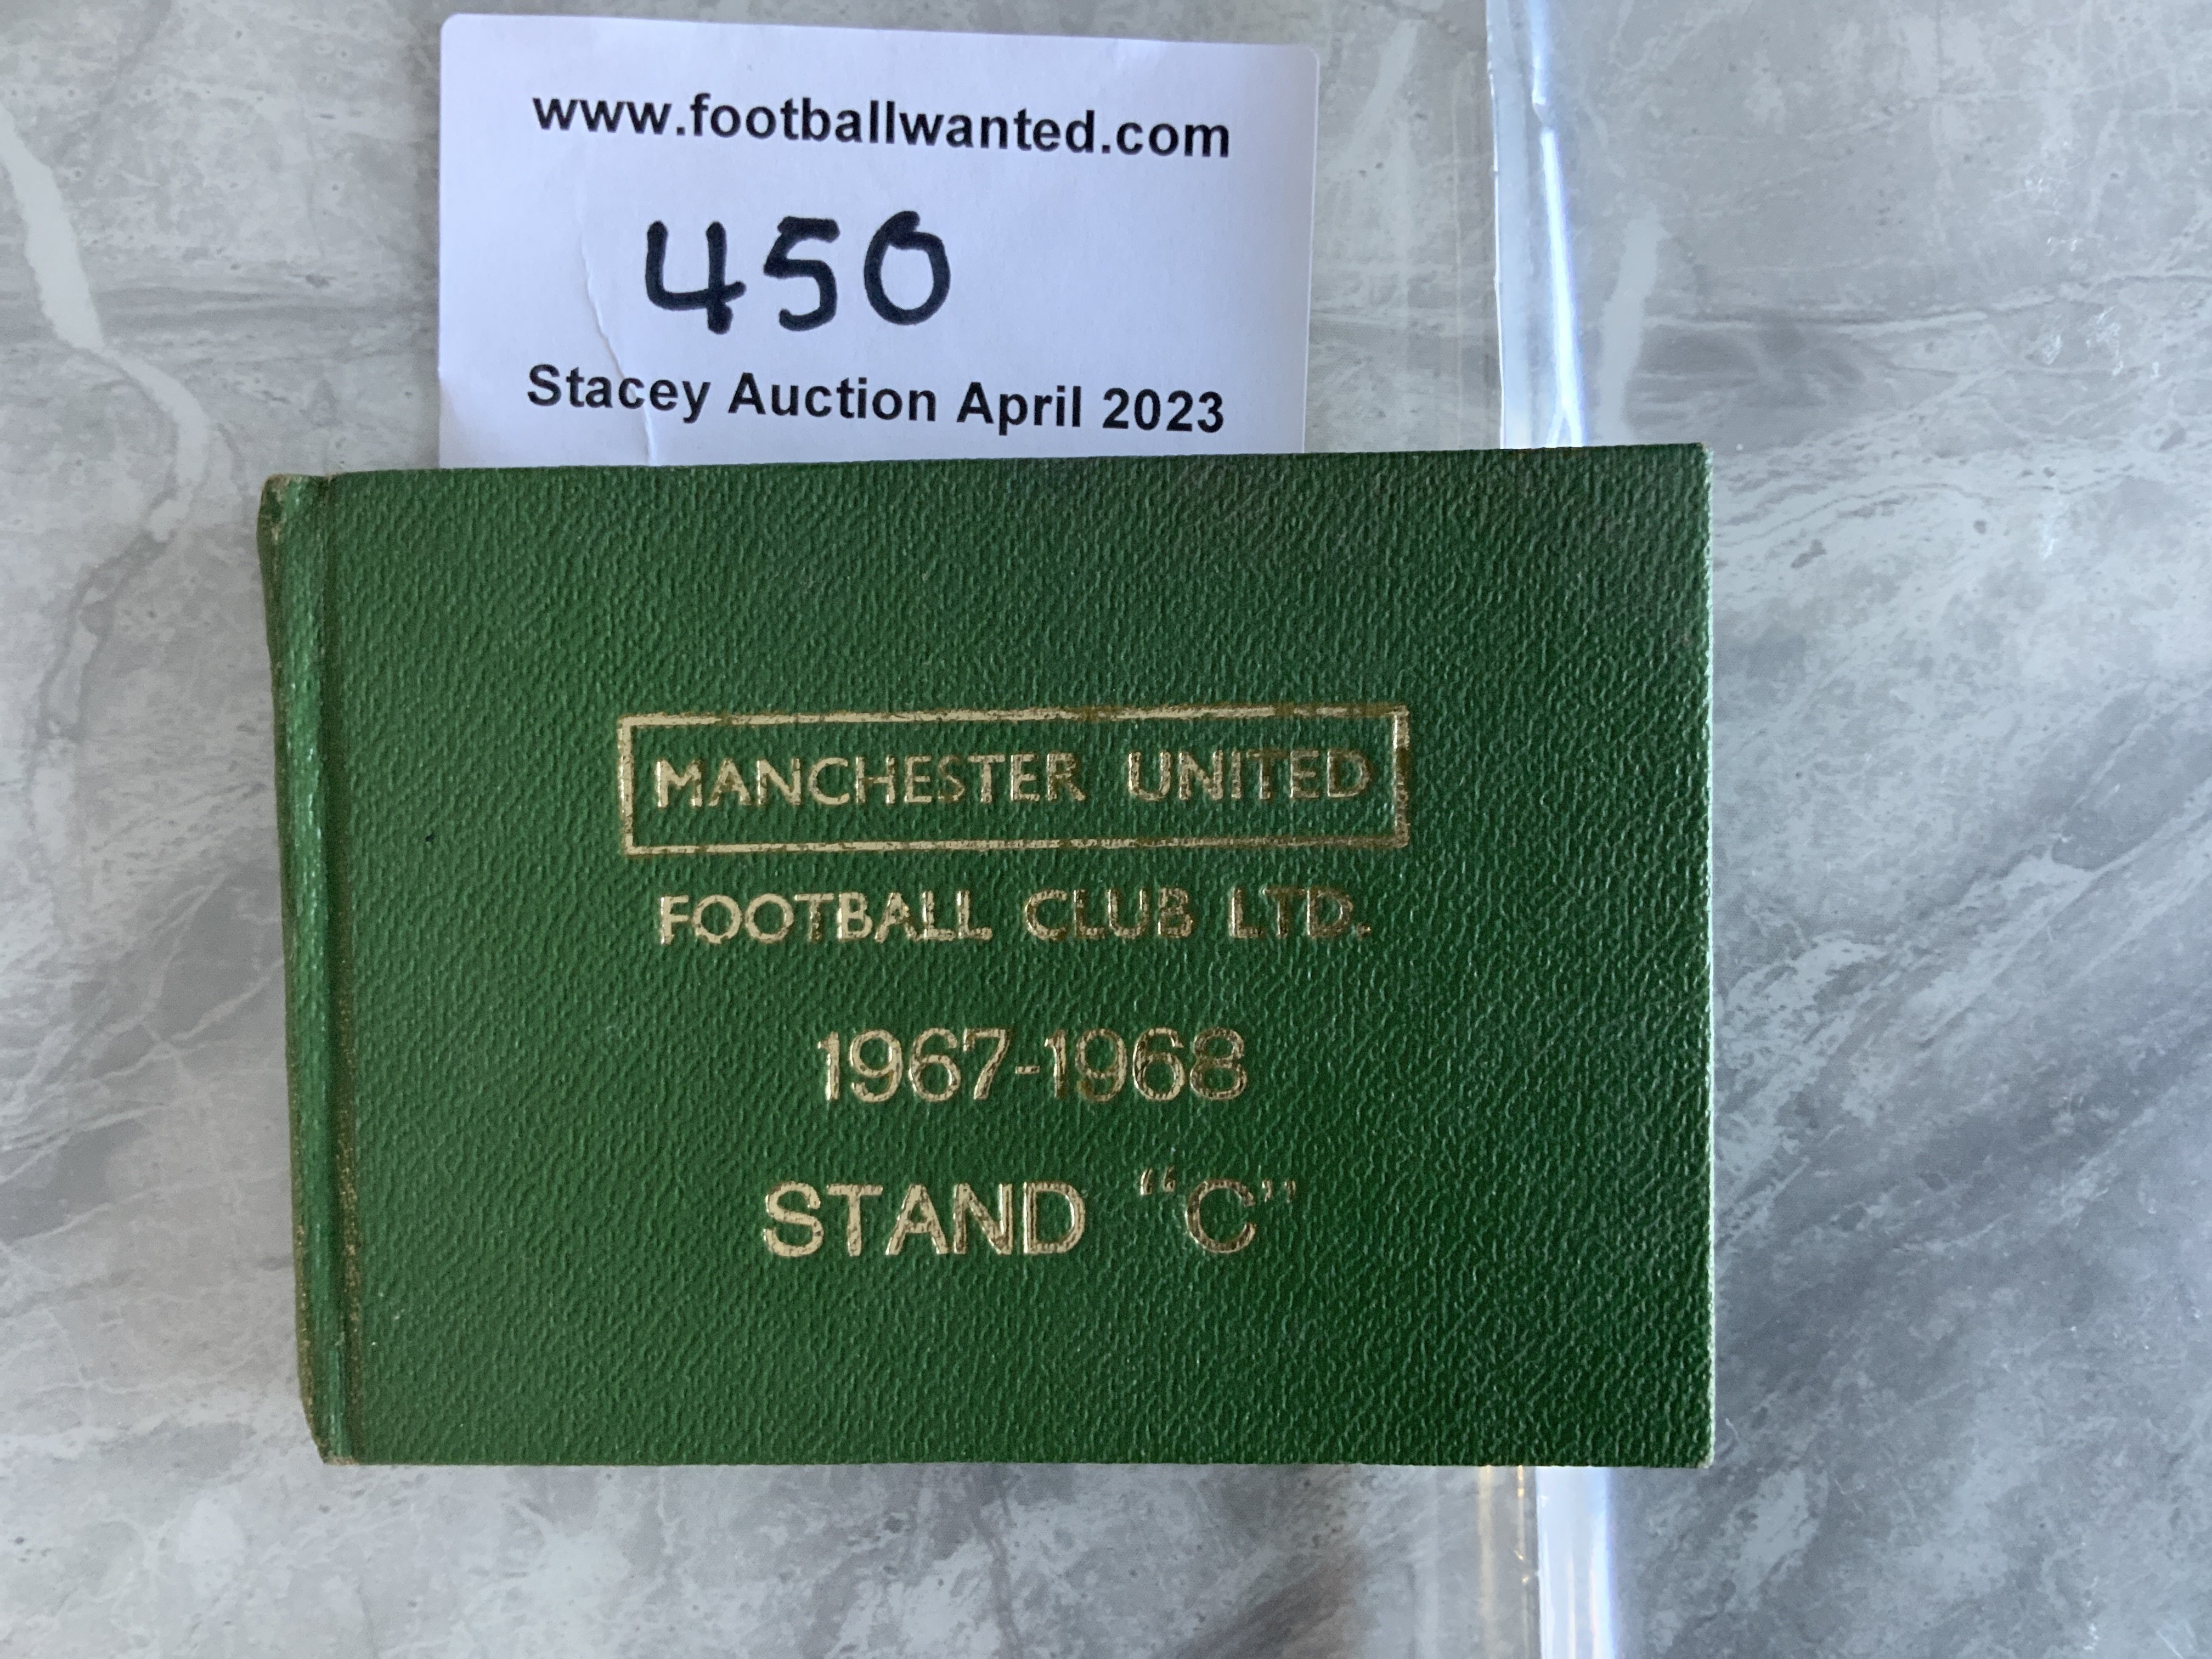 www.footballwanted.com
450
Stacey Auction April 2023
MANCHESTER UNITED
FOOTBALL CLUB LTD.
1967-1968
STAND “C”